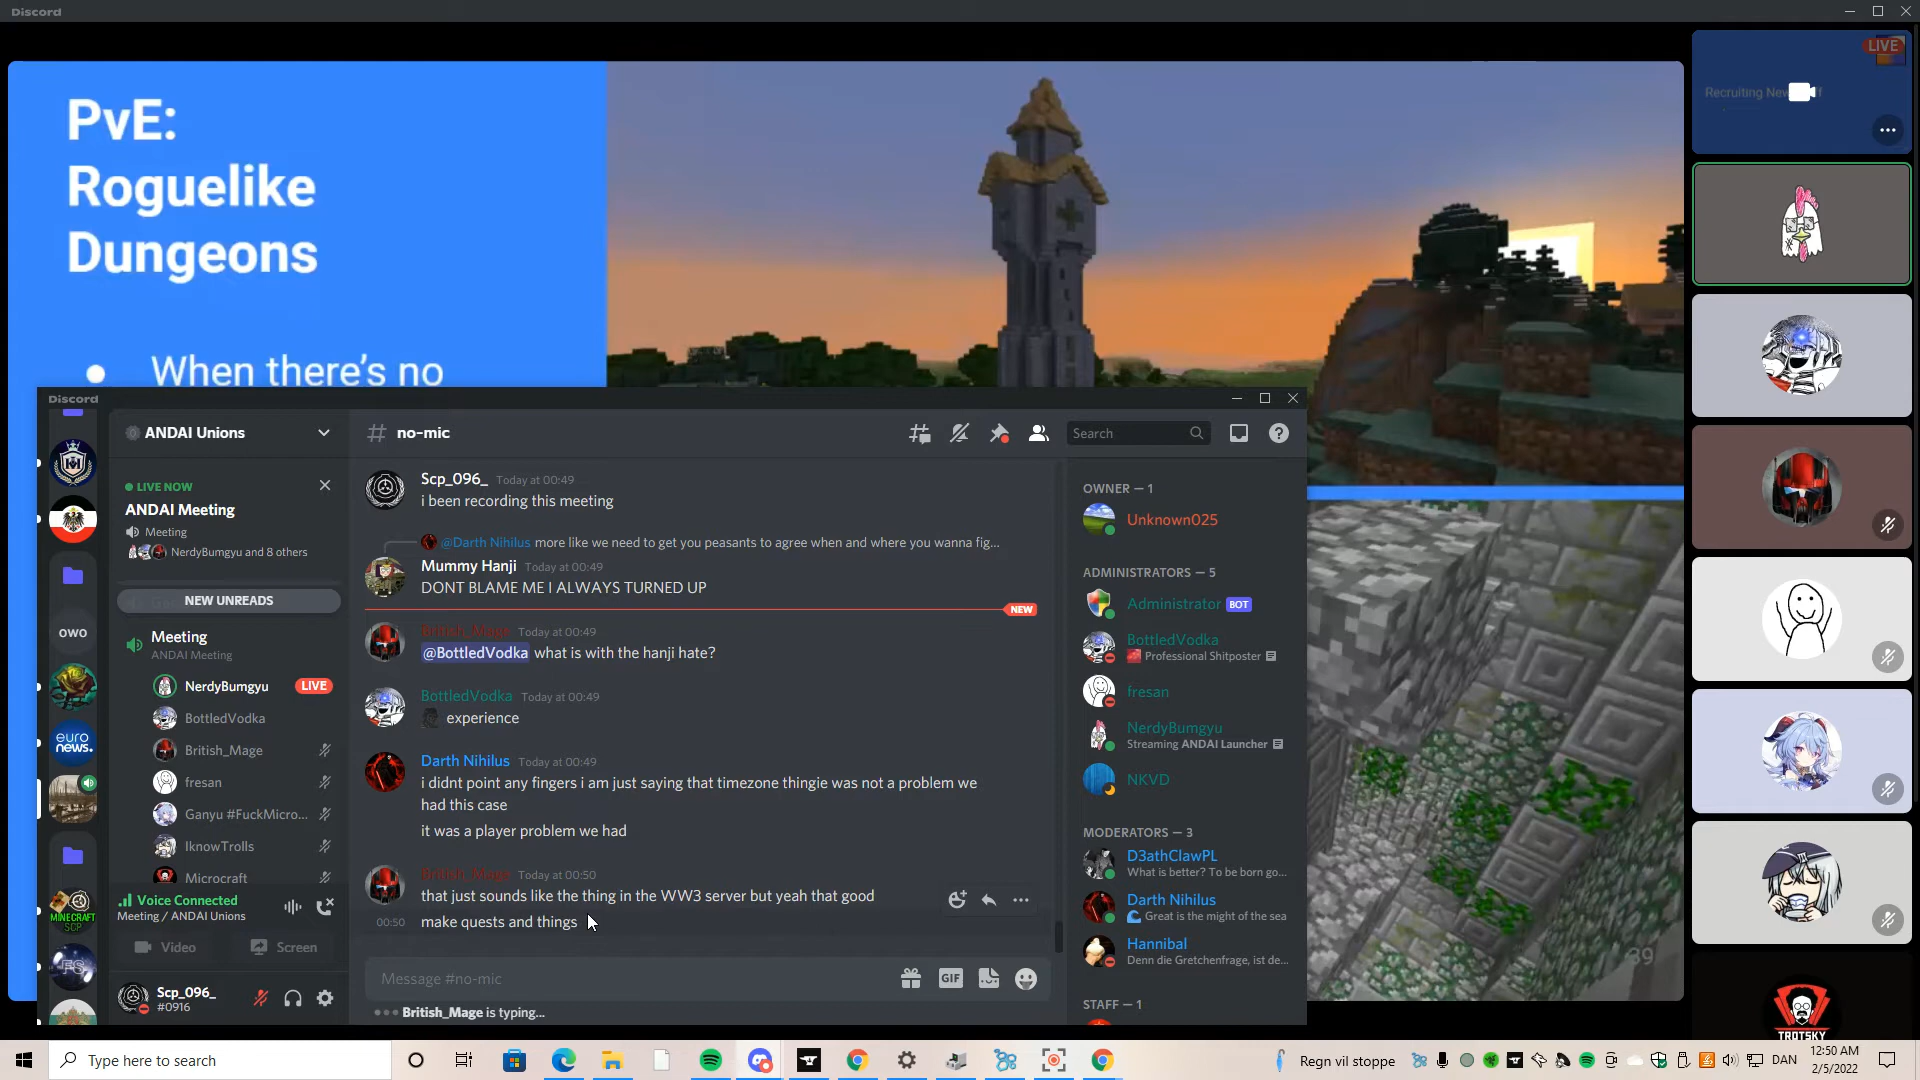 Discord
PvE:
Roguelike
Dungeons
When there's no
LIVE
Discord
ANDAI Unions
LIVE NOW
ANDAI Meeting
Meeting
NerdyBumgyu and 8 others
NEW UNREADS
Meeting
ANDAI Meeting
NerdyBumgyu LIVE
BottledVodka
British_Mage
fresan
Ganyu #FuckMicro...
IknowTrolls
Microcraft
Voice Connected
Meeting / ANDAI Unions
Video Screen
Scp_096_
#0916
owo
euro
news.
MINECRAFT
SCP
FS
# no-mic
Search
Scp_096_ Today at 00:49
i been recording this meeting
@Darth Nihilus more like we need to get you peasants to agree when and where you wanna fig...
Mummy Hanji Today at 00:49
DONT BLAME ME I ALWAYS TURNED UP
NEW
British_Mage Today at 00:49
@BottledVodka what is with the hanji hate?
BottledVodka Today at 00:49
experience
Darth Nihilus Today at 00:49
i didnt point any fingers i am just saying that timezone thingie was not a problem we
had this case
it was a player problem we had
British_Mage Today at 00:50
that just sounds like the thing in the WW3 server but yeah that good
00:50 make quests and things
Message #no-mic
GIF
British_Mage is typing...
OWNER — 1
Unknown025
ADMINISTRATORS — 5
Administrator BOT
BottledVodka
Professional Shitposter
fresan
NerdyBumgyu
Streaming ANDAI Launcher
NKVD
MODERATORS — 3
D3athClawPL
What is better? To be born go...
Darth Nihilus
Great is the might of the sea
Hannibal
Denn die Gretchenfrage, ist de...
STAFF — 1
39
TROTSKY
Type here to search
Regn vil stoppe
DAN
12:50 AM
2/5/2022